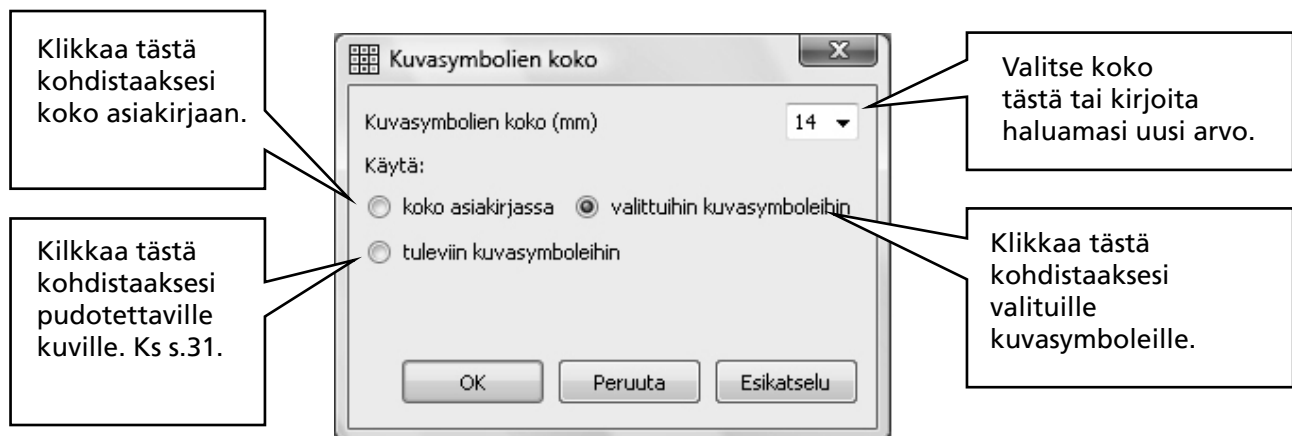 Klikkaa tästä
kohdistaaksesi
koko asiakirjaan.
Kilkkaa tästä
kohdistaaksesi
pudotettaville
kuville. Ks s.31.
Kuvasymbolien koko
Kuvasymbolien koko (mm) 14
Käytä:
koko asiakirjassa valittuihin kuvasymboleihin
tuleviin kuvasymboleihin
OK Peruuta Esikatselu
Valitse koko
tästä tai kirjoita
haluamasi uusi arvo.
Klikkaa tästä
kohdistaaksesi
valituille
kuvasymboleille.